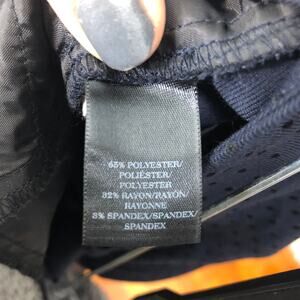 65% POLYESTER/
POLIÉSTER/
POLYESTER
32% RAYON/RAYÓN/
RAYONNE
3% SPANDEX/SPANDEX/
SPANDEX